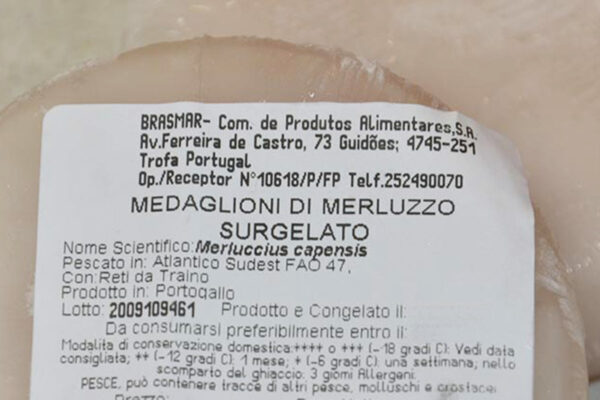 BRASMAR- Com. de Produtos Alimentares,S.A.
Av.Ferreira de Castro, 73 Guidões; 4745-251
Trofa Portugal
Op./Receptor N°10618/P/FP Telf.252490070
MEDAGLIONI DI MERLUZZO
SURGELATO
Nome Scientifico:Merluccius capensis
Pescato in: Atlantico Sudest FAO 47,
Con:Reti da Traino
Prodotto in: Portogallo
Lotto: 2009109461 Prodotto e Congelato il:
Da consumarsi preferibilmente entro il:
Modalita di conservazione domestica:**** o *** (-18 gradi C): Vedi data
consigliata; ** (-12 gradi C): 1 mese; * (-6 gradi C): una settimana; nello
scomparto del ghiaccio: 3 giorni Allergeni:
PESCE, può contenere tracce di altri pesce, molluschi e crostacei
Prezzo: